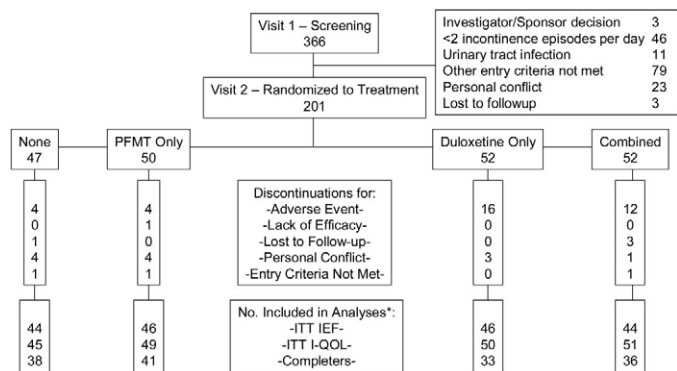 Visit 1 – Screening
366
Investigator/Sponsor decision 3
<2 incontinence episodes per day 46
Urinary tract infection 11
Other entry criteria not met 79
Personal conflict 23
Lost to followup 3
Visit 2 – Randomized to Treatment
201
None
47
PFMT Only
50
Duloxetine Only
52
Combined
52
Discontinuations for:
4 4 -Adverse Event- 16 12
0 1 -Lack of Efficacy- 0 0
1 0 -Lost to Follow-up- 0 3
4 4 -Personal Conflict- 3 1
1 1 -Entry Criteria Not Met- 0 1
No. Included in Analyses*:
44 46 -ITT IEF- 46 44
45 49 -ITT I-QOL- 50 51
38 41 -Completers- 33 36